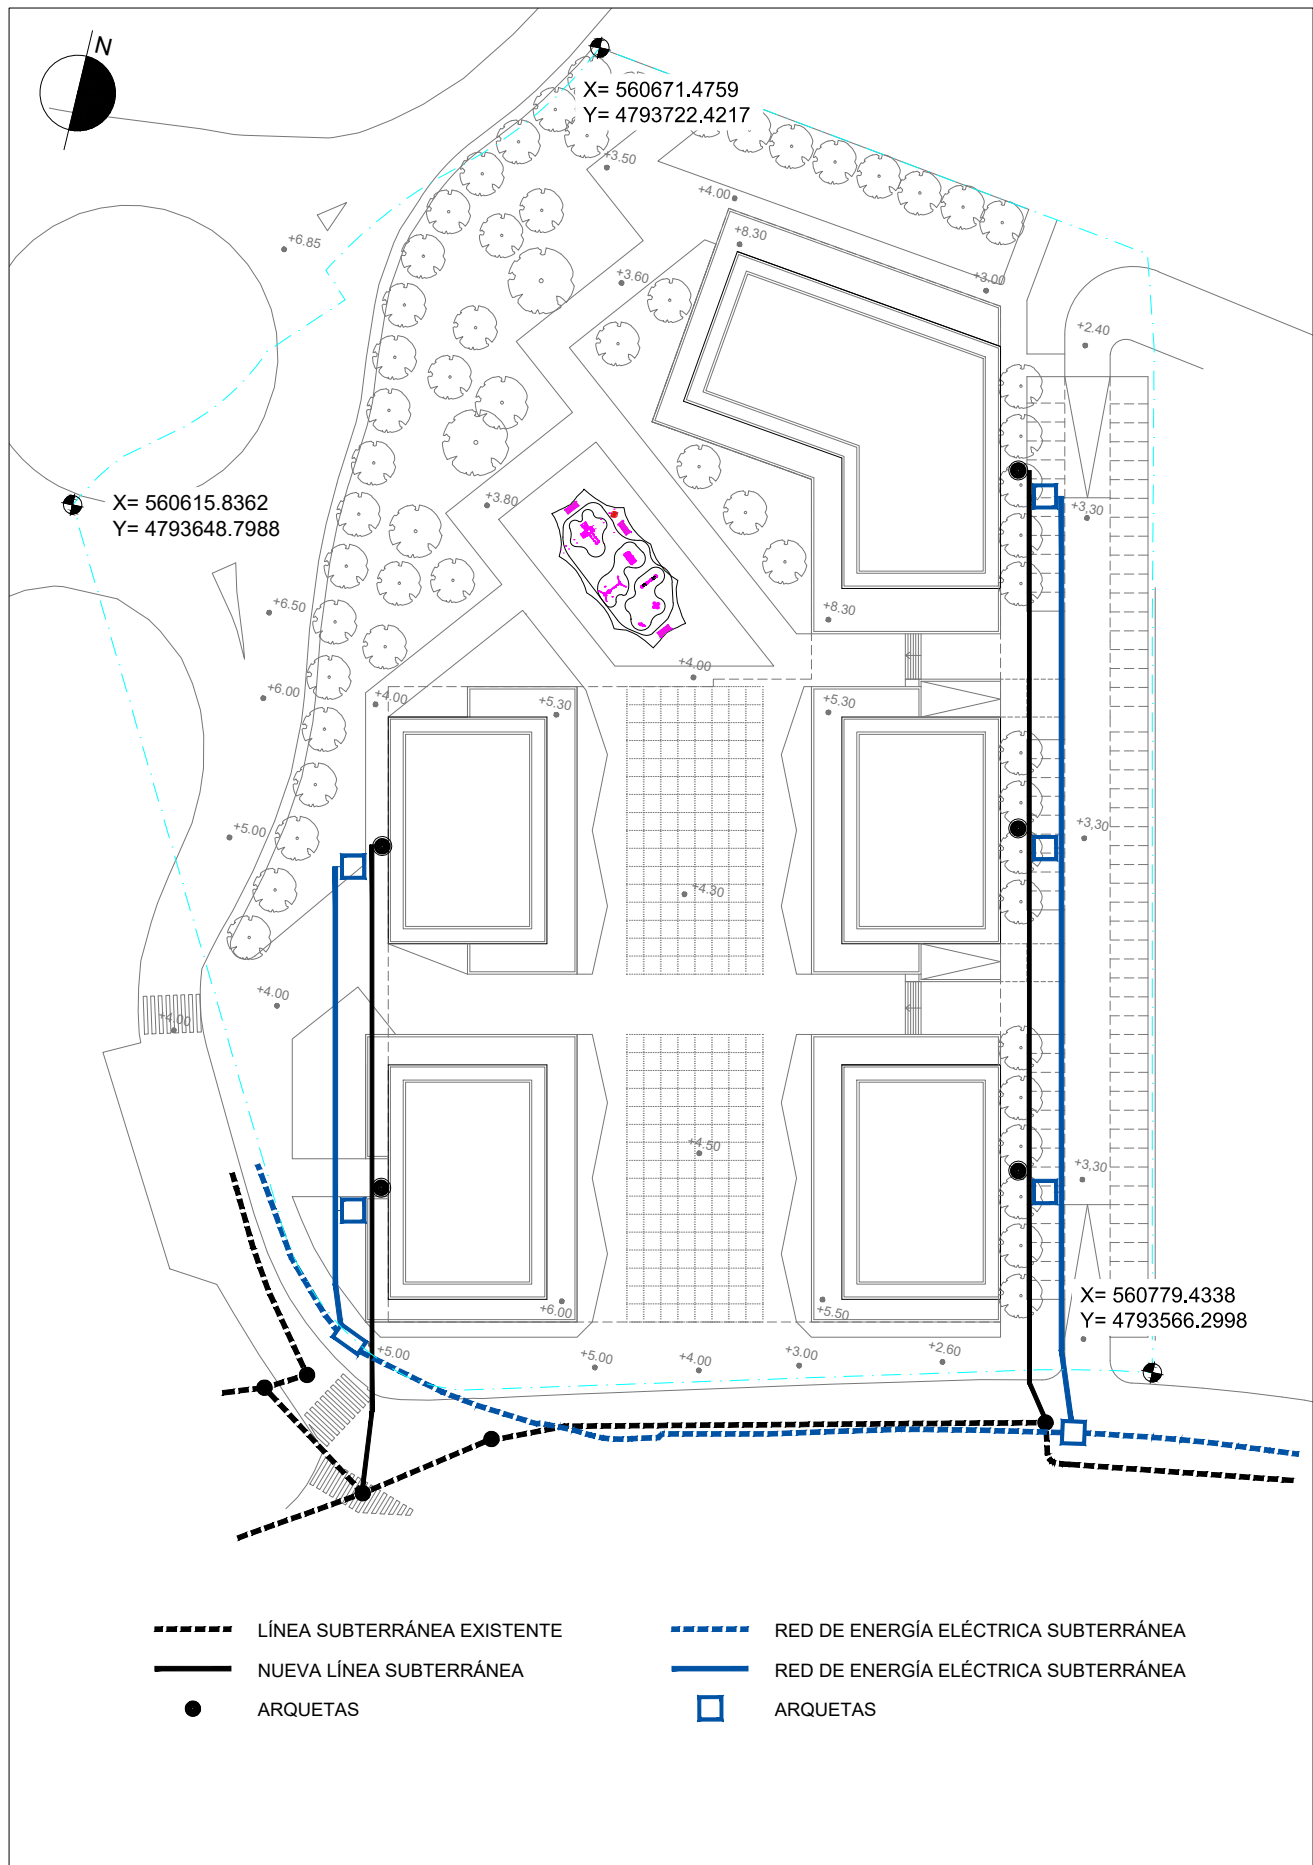 N
X= 560671.4759
Y= 4793722.4217
+3.50
+4.00
+6.85
+8.30
+3.60
+3.00
+2.40
X= 560615.8362
Y= 4793648.7988
+3.80
+3,30
+6.50
+8.30
+4.00
+6.00
+4.00
+5.30
+5,30
+5.00
+3,30
+4.30
+4.00
+4.00
+4.50
+3,30
X= 560779.4338
Y= 4793566.2998
+6.00
+5.50
+5.00
+5.00
+4.00
+3.00
+2.60
LÍNEA SUBTERRÁNEA EXISTENTE
RED DE ENERGÍA ELÉCTRICA SUBTERRÁNEA
NUEVA LÍNEA SUBTERRÁNEA
RED DE ENERGÍA ELÉCTRICA SUBTERRÁNEA
ARQUETAS
ARQUETAS